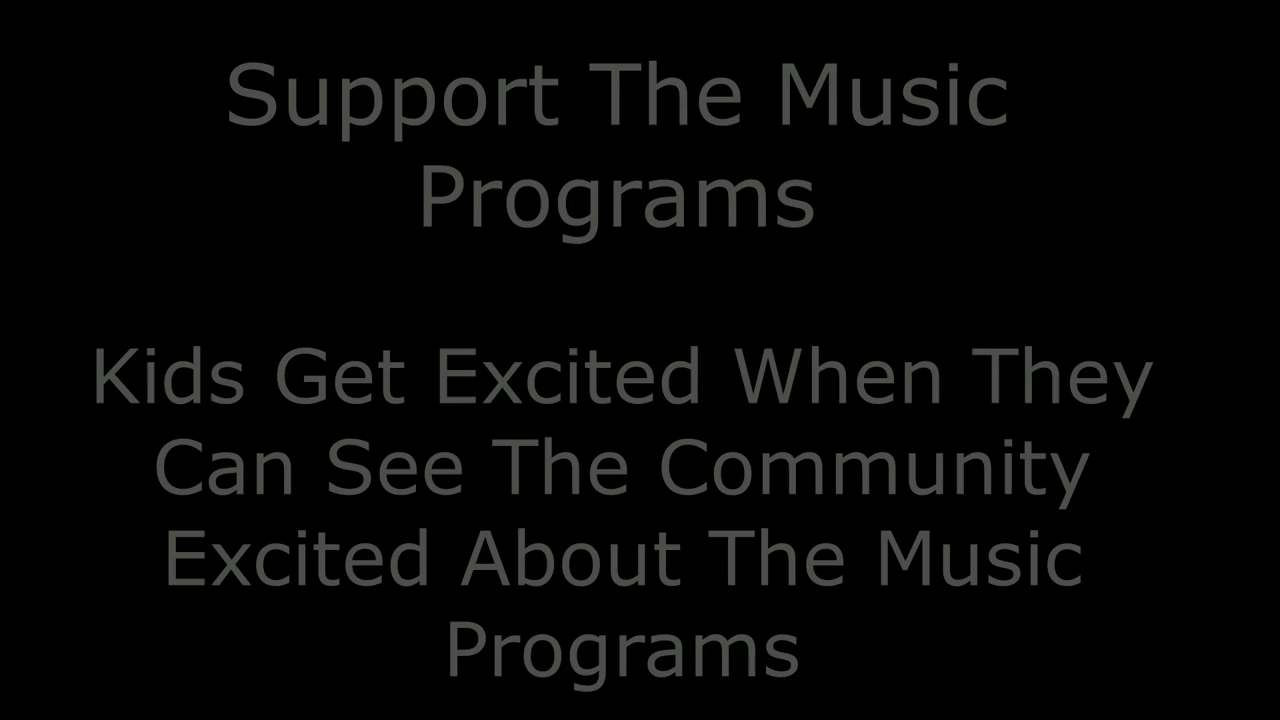 Support The Music
Programs
Kids Get Excited When They
Can See The Community
Excited About The Music
Programs